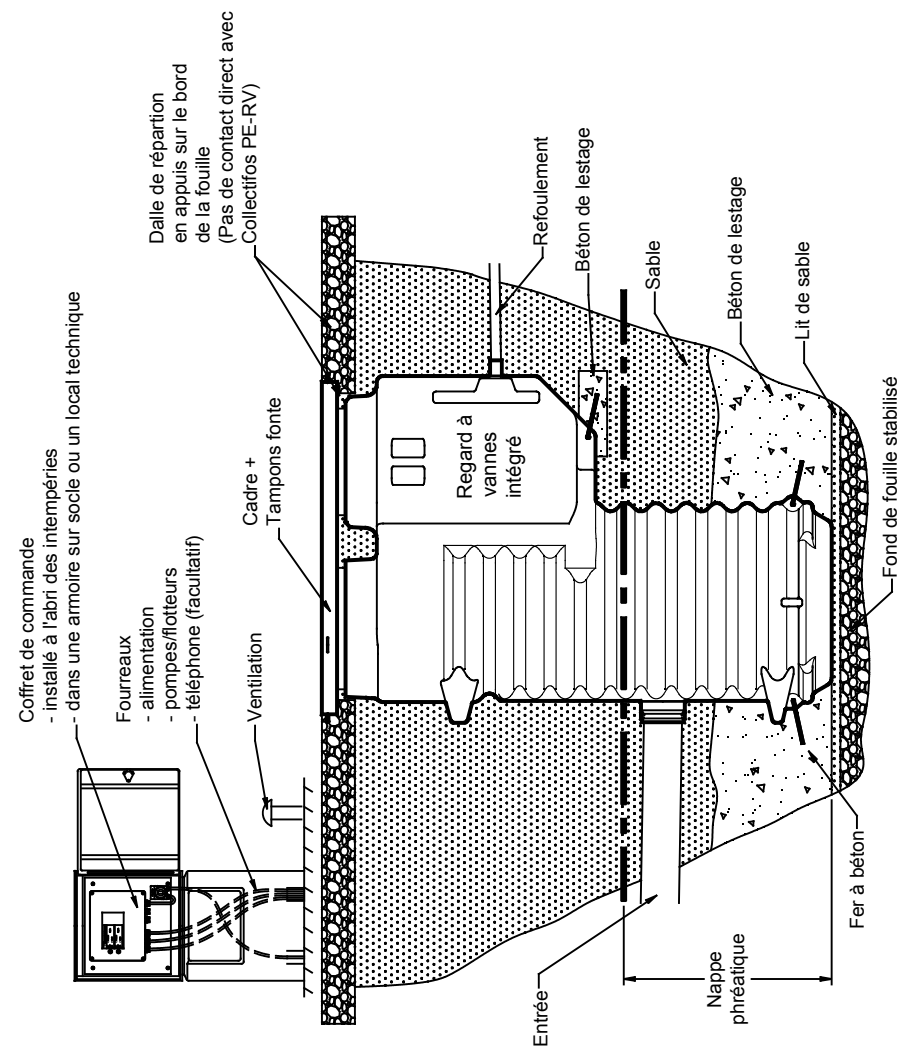 Coffret de commande
- installé à l'abri des intempéries
- dans une armoire sur socle ou un local technique
Fourreaux
- alimentation
- pompes/flotteurs
- téléphone (facultatif)
Ventilation
Cadre +
Tampons fonte
Dalle de répartion
en appuis sur le bord
de la fouille
(Pas de contact direct avec
Collectifos PE-RV)
Regard à
vannes
intégré
Refoulement
Béton de lestage
Sable
Béton de lestage
Lit de sable
Fond de fouille stabilisé
Entrée
Nappe
phréatique
Fer à béton